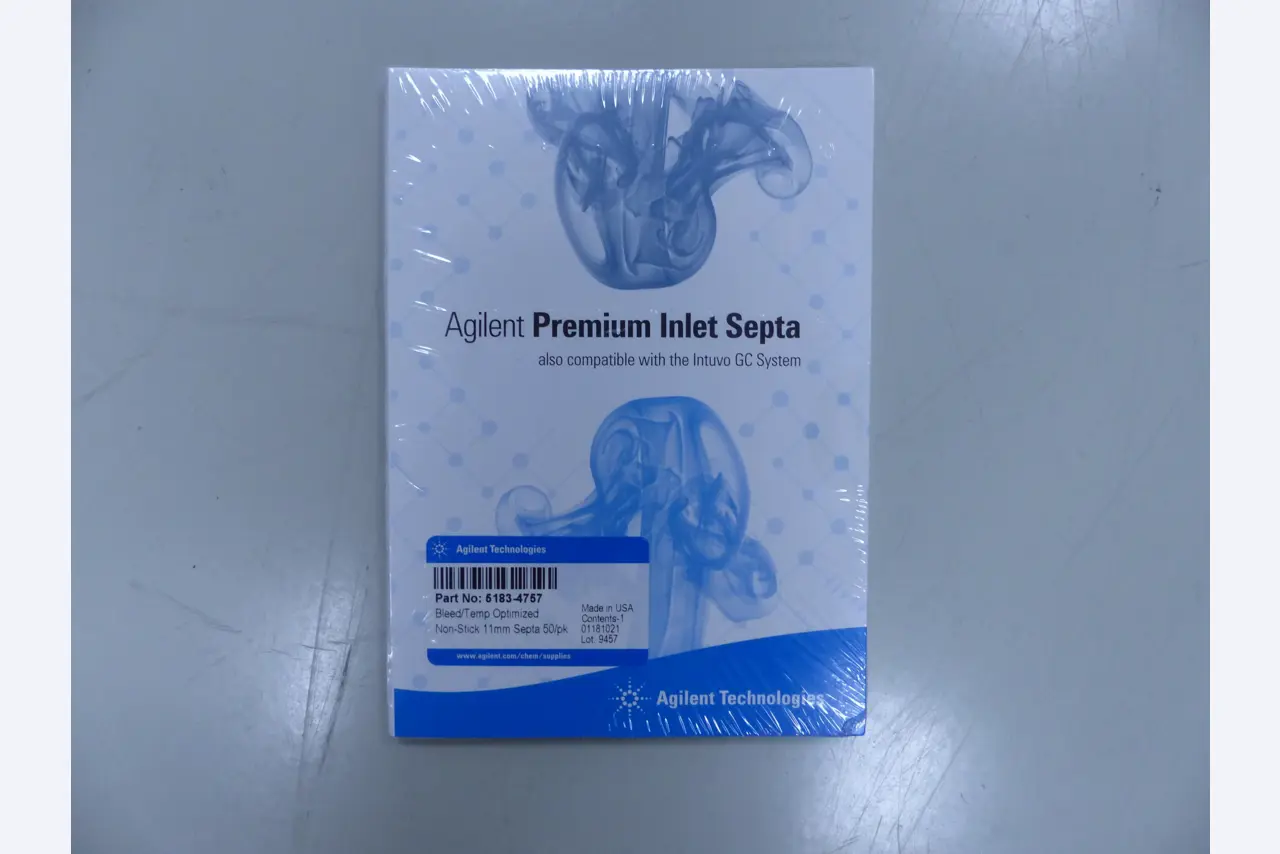 Agilent Premium Inlet Septa
also compatible with the Intuvo GC System
Agilent Technologies
Part No: 5183-4757
Bleed/Temp Optimized
Non-Stick 11mm Septa 50/pk
Made in USA
Contents-1
01181021
Lot. 9457
www.agilent.com/chem/supplies
Agilent Technologies